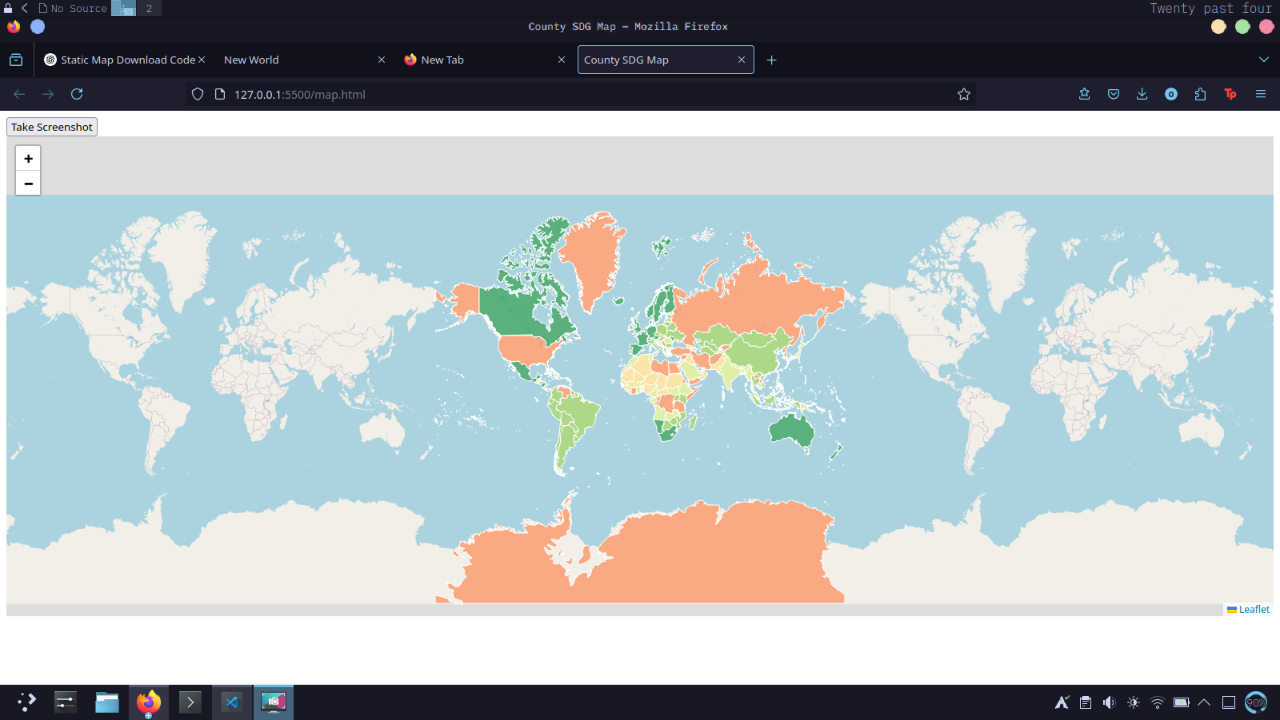 No Source
2
Twenty past four
County SDG Map — Mozilla Firefox
Static Map Download Code
New World
New Tab
County SDG Map
127.0.0.1:5500/map.html
Take Screenshot
+
−
Leaflet
90%